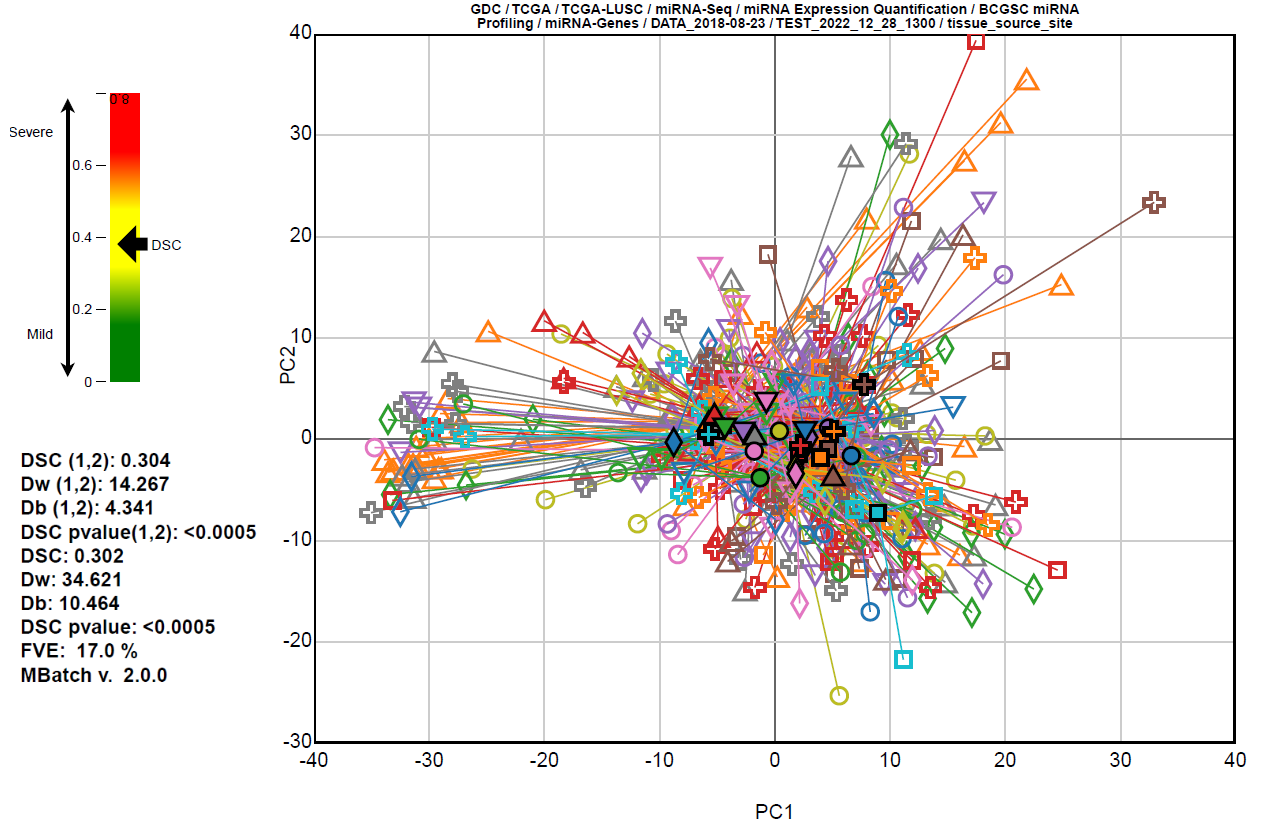 GDC / TCGA / TCGA-LUSC / miRNA-Seq / miRNA Expression Quantification / BCGSC miRNA
Profiling / miRNA-Genes / DATA_2018-08-23 / TEST_2022_12_28_1300 / tissue_source_site
0.8
Severe
0.6
0.4
DSC
0.2
Mild
0
DSC (1,2): 0.304
Dw (1,2): 14.267
Db (1,2): 4.341
DSC pvalue(1,2): <0.0005
DSC: 0.302
Dw: 34.621
Db: 10.464
DSC pvalue: <0.0005
FVE: 17.0 %
MBatch v. 2.0.0
PC2
40
30
20
10
0
-10
-20
-30
-40 -30 -20 -10 0 10 20 30 40
PC1